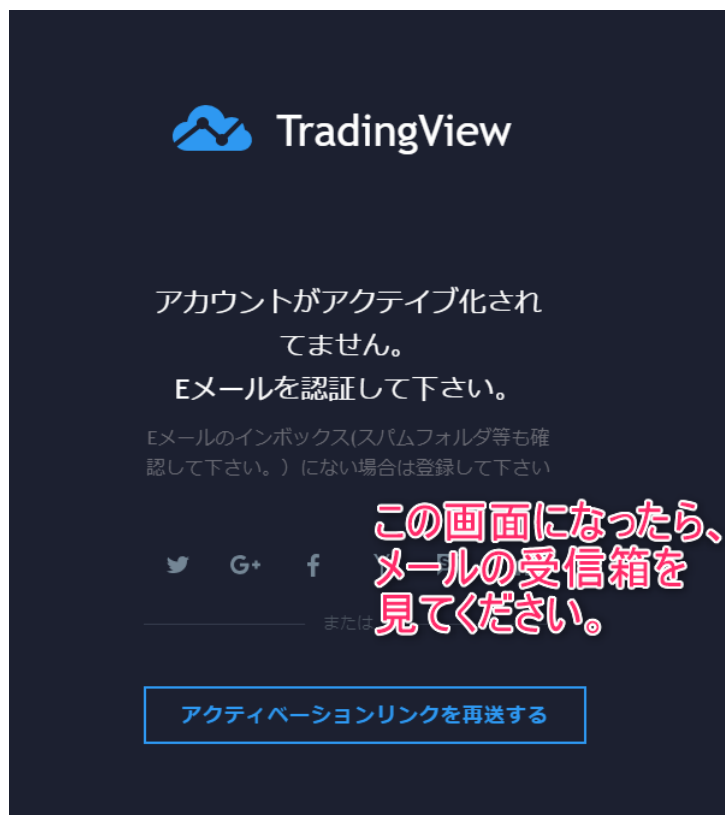 TradingView
アカウントがアクテイブ化され
てません。
Eメールを認証して下さい。
Eメールのインボックス(スパムフォルダ等も確
認して下さい。）にない場合は登録して下さい
この画面になったら、
メールの受信箱を
見てください。
または
アクティベーションリンクを再送する